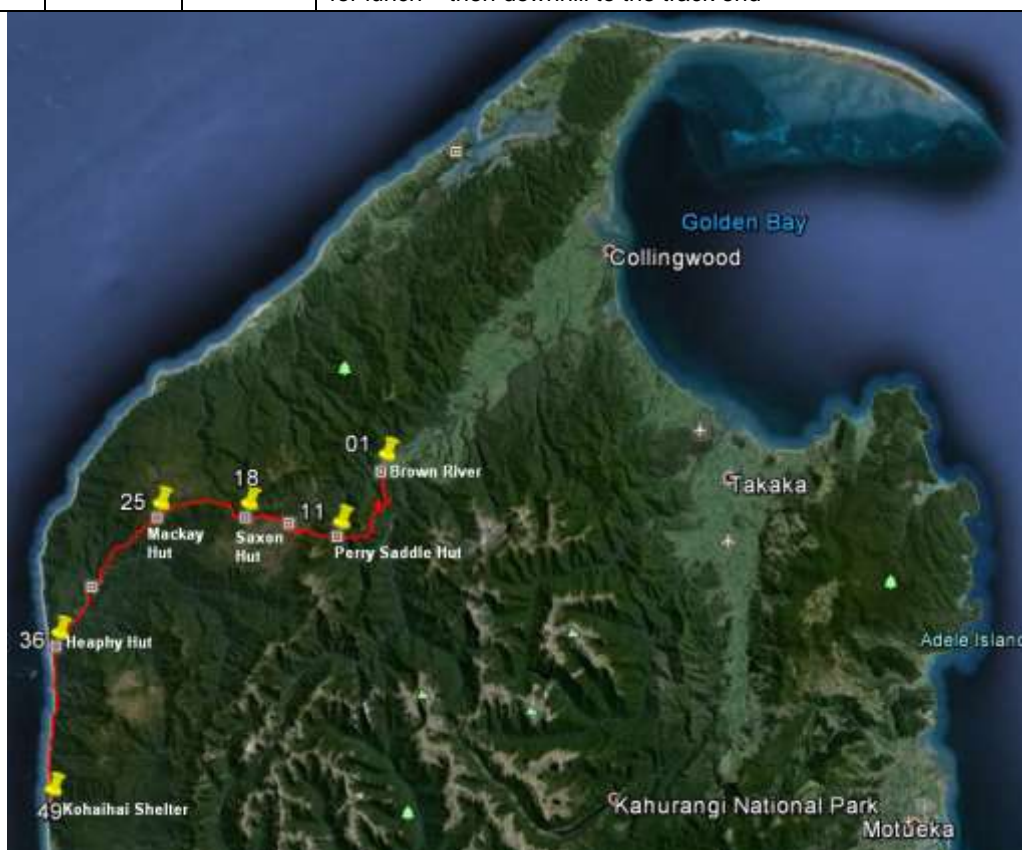 for lunch – then downhill to the track end
Golden Bay
Collingwood
01
Brown River
18
25
11
Mackay
Hut
Saxon
Hut
Perry Saddle Hut
Takaka
36
Heaphy Hut
Adele Island
49
Kohaihai Shelter
Kahurangi National Park
Motueka